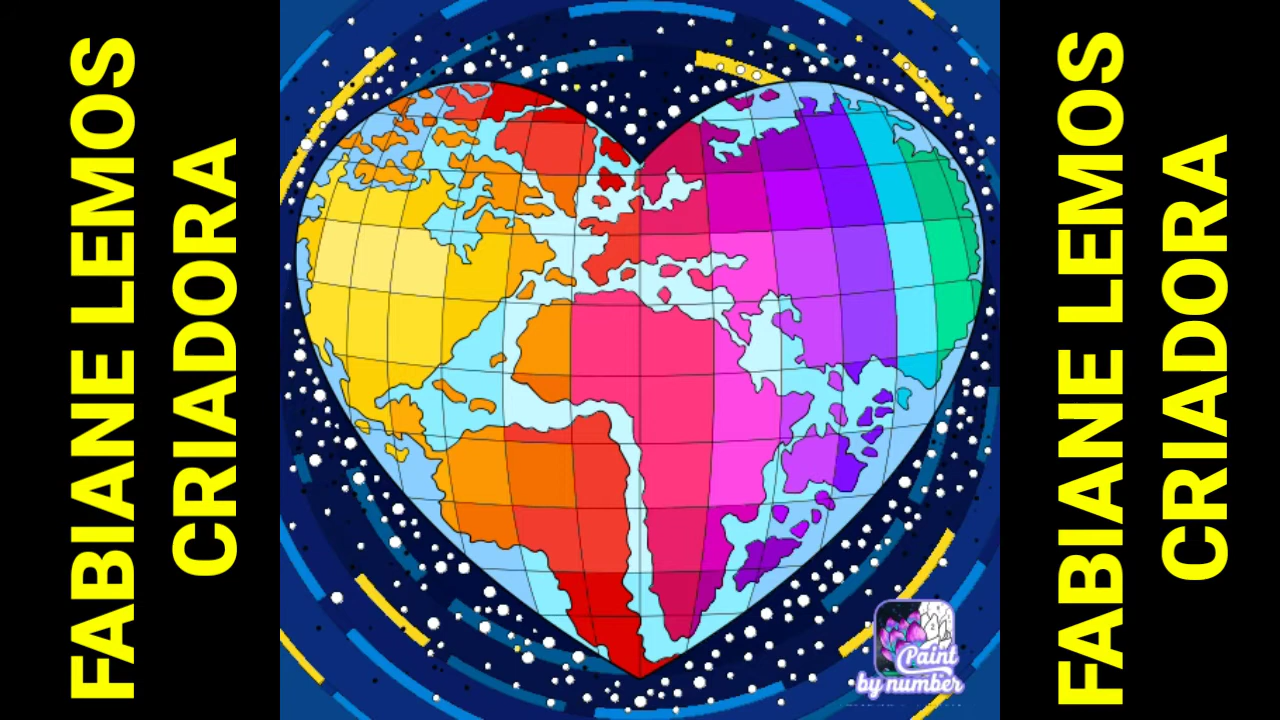 FABIANE LEMOS
CRIADORA
Paint
by number
FABIANE LEMOS
CRIADORA